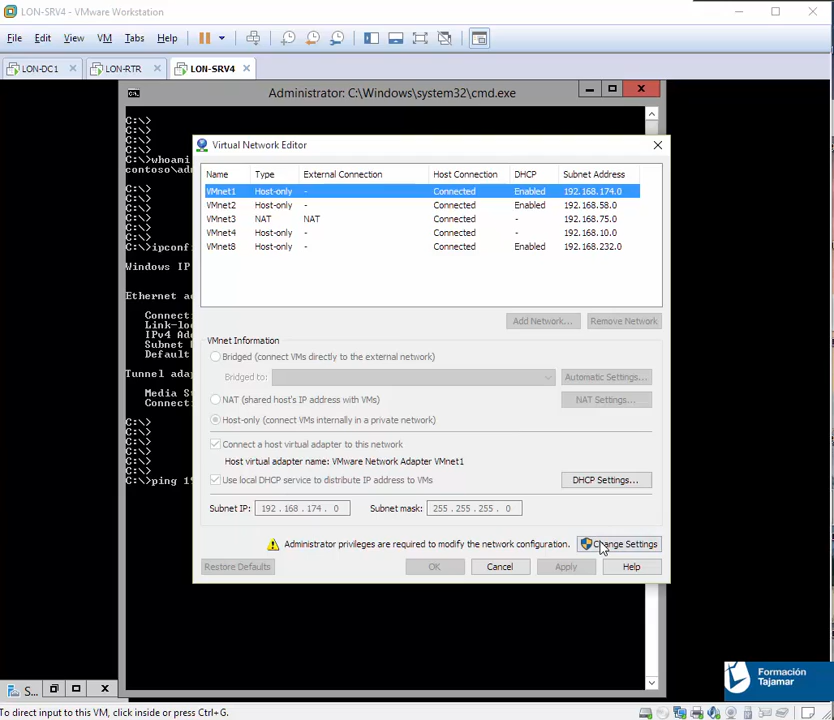 LON-SRV4 - VMware Workstation
File Edit View VM Tabs Help
LON-DC1 LON-RTR LON-SRV4
Administrator: C:\Windows\system32\cmd.exe
C:\>
C:\>
C:\>
C:\>
C:\>whoami
contoso\ad
C:\>
C:\>
C:\>
C:\>
C:\>
C:\>ipconfi
Windows IP
Ethernet a
Connec
Link-lo
IPv4 Ad
Subnet
Default
Tunnel adap
Media St
Connec
C:\>
C:\>
C:\>
C:\>
C:\>
C:\>ping 1
Virtual Network Editor
Name Type External Connection Host Connection DHCP Subnet Address
VMnet1 Host-only - Connected Enabled 192.168.174.0
VMnet2 Host-only - Connected Enabled 192.168.58.0
VMnet3 NAT NAT Connected - 192.168.75.0
VMnet4 Host-only - Connected - 192.168.10.0
VMnet8 Host-only - Connected Enabled 192.168.232.0
Add Network... Remove Network
VMnet Information
Bridged (connect VMs directly to the external network)
Bridged to: Automatic Settings...
NAT (shared host's IP address with VMs) NAT Settings...
Host-only (connect VMs internally in a private network)
Connect a host virtual adapter to this network
Host virtual adapter name: VMware Network Adapter VMnet1
Use local DHCP service to distribute IP address to VMs DHCP Settings...
Subnet IP: 192 . 168 . 174 . 0 Subnet mask: 255 . 255 . 255 . 0
Administrator privileges are required to modify the network configuration. Change Settings
Restore Defaults OK Cancel Apply Help
S...
Formación
Tajamar
To direct input to this VM, click inside or press Ctrl+G.